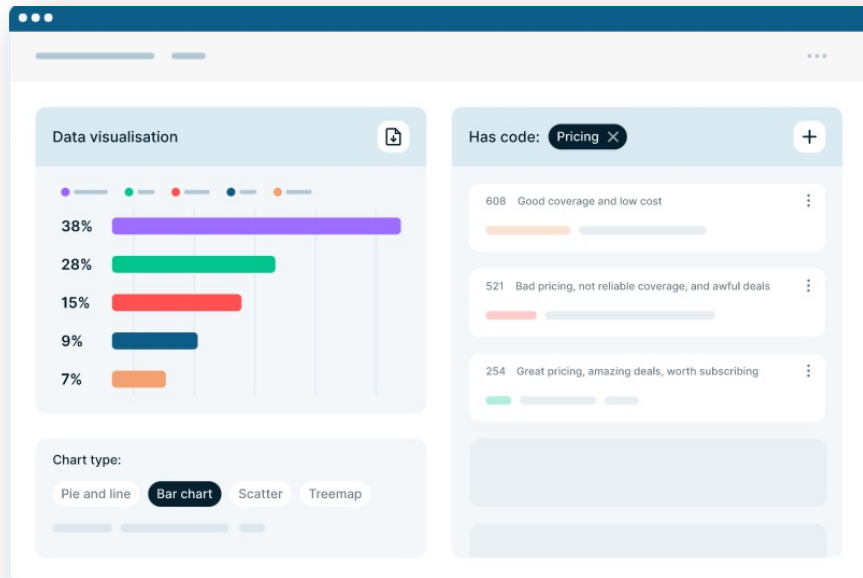 Data visualisation
38%
28%
15%
9%
7%
Chart type:
Pie and line Bar chart Scatter Treemap
Has code: Pricing
608 Good coverage and low cost
521 Bad pricing, not reliable coverage, and awful deals
254 Great pricing, amazing deals, worth subscribing